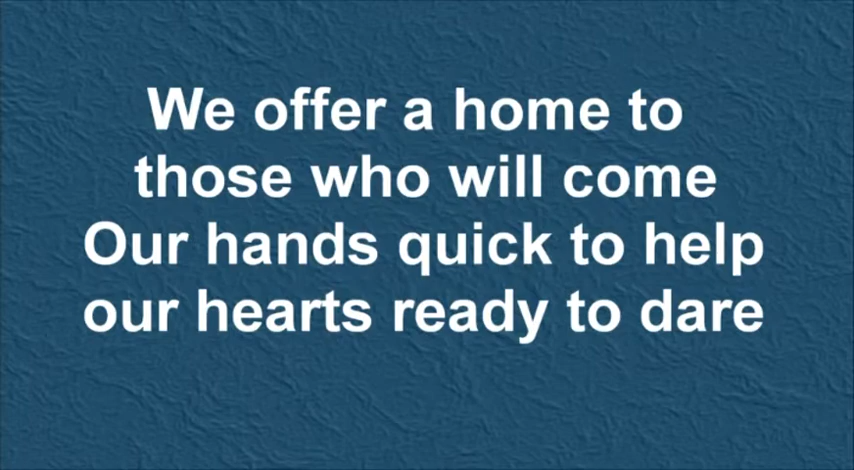 We offer a home to
those who will come
Our hands quick to help
our hearts ready to dare